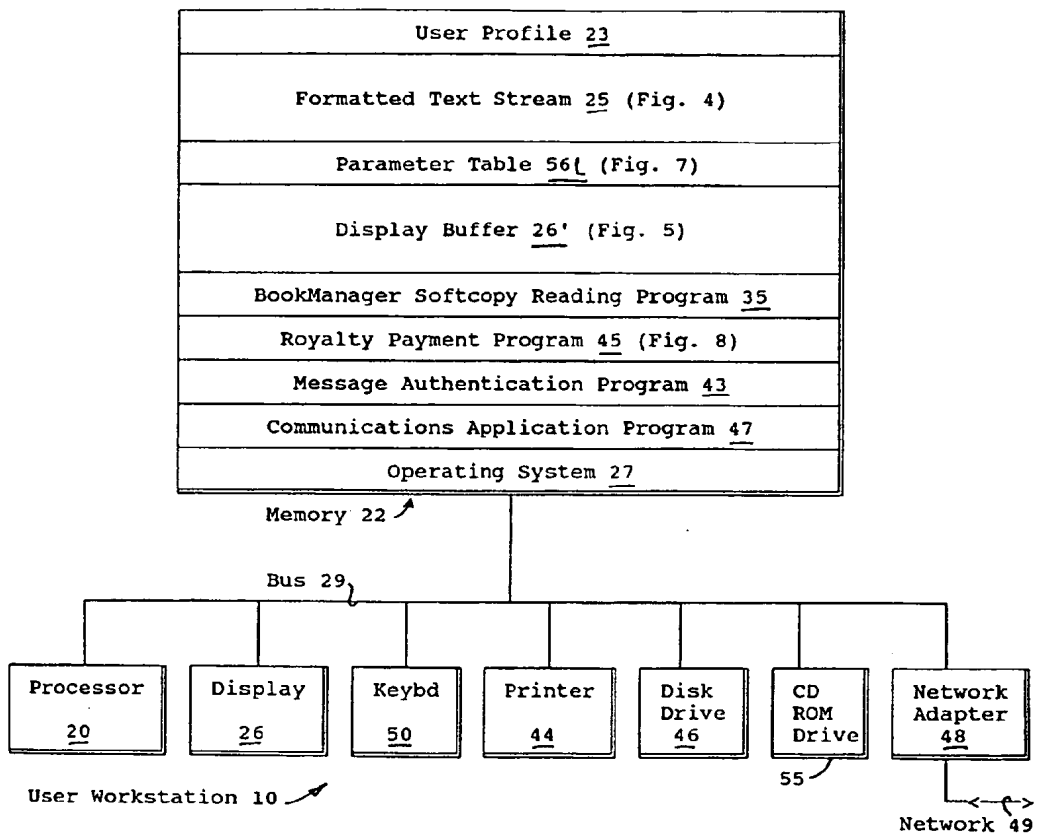 User Profile 23
Formatted Text Stream 25 (Fig. 4)
Parameter Table 56[ (Fig. 7)
Display Buffer 26' (Fig. 5)
BookManager Softcopy Reading Program 35
Royalty Payment Program 45 (Fig. 8)
Message Authentication Program 43
Communications Application Program 47
Operating System 27
Memory 22
Bus 29
Processor
20
Display
26
Keybd
50
Printer
44
Disk
Drive
46
CD
ROM
Drive
55
Network
Adapter
48
User Workstation 10
Network 49